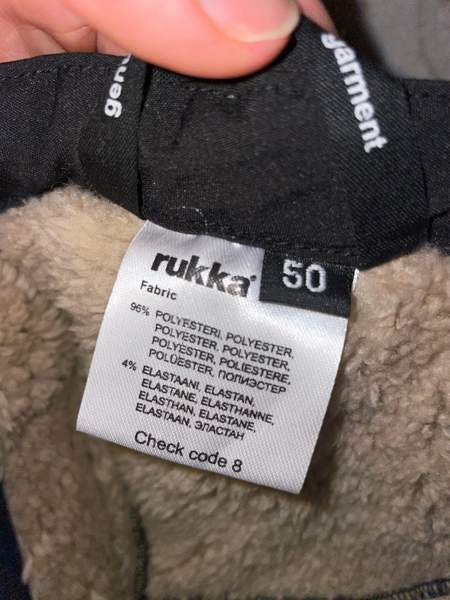 genu
garment
rukka
50
Fabric
96% POLYESTERI, POLYESTER,
POLYESTER, POLYESTER,
POLYESTER, POLIESTERE,
POLÜESTER, ПОЛИЭСТЕР
4% ELASTAANI, ELASTAN,
ELASTANE, ELASTHANNE,
ELASTHAN, ELASTANE,
ELASTAAN, ЭЛАСТАН
Check code 8